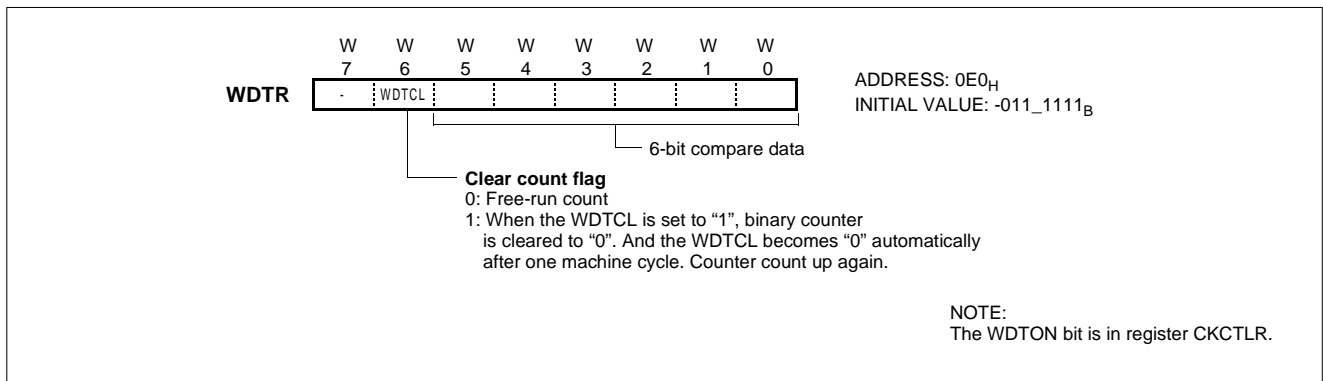 W W W W W W W W
7 6 5 4 3 2 1 0
WDTR - WDTCL
ADDRESS: 0E0H
INITIAL VALUE: -011_1111B
6-bit compare data
Clear count flag
0: Free-run count
1: When the WDTCL is set to “1”, binary counter
is cleared to “0”. And the WDTCL becomes “0” automatically
after one machine cycle. Counter count up again.
NOTE:
The WDTON bit is in register CKCTLR.